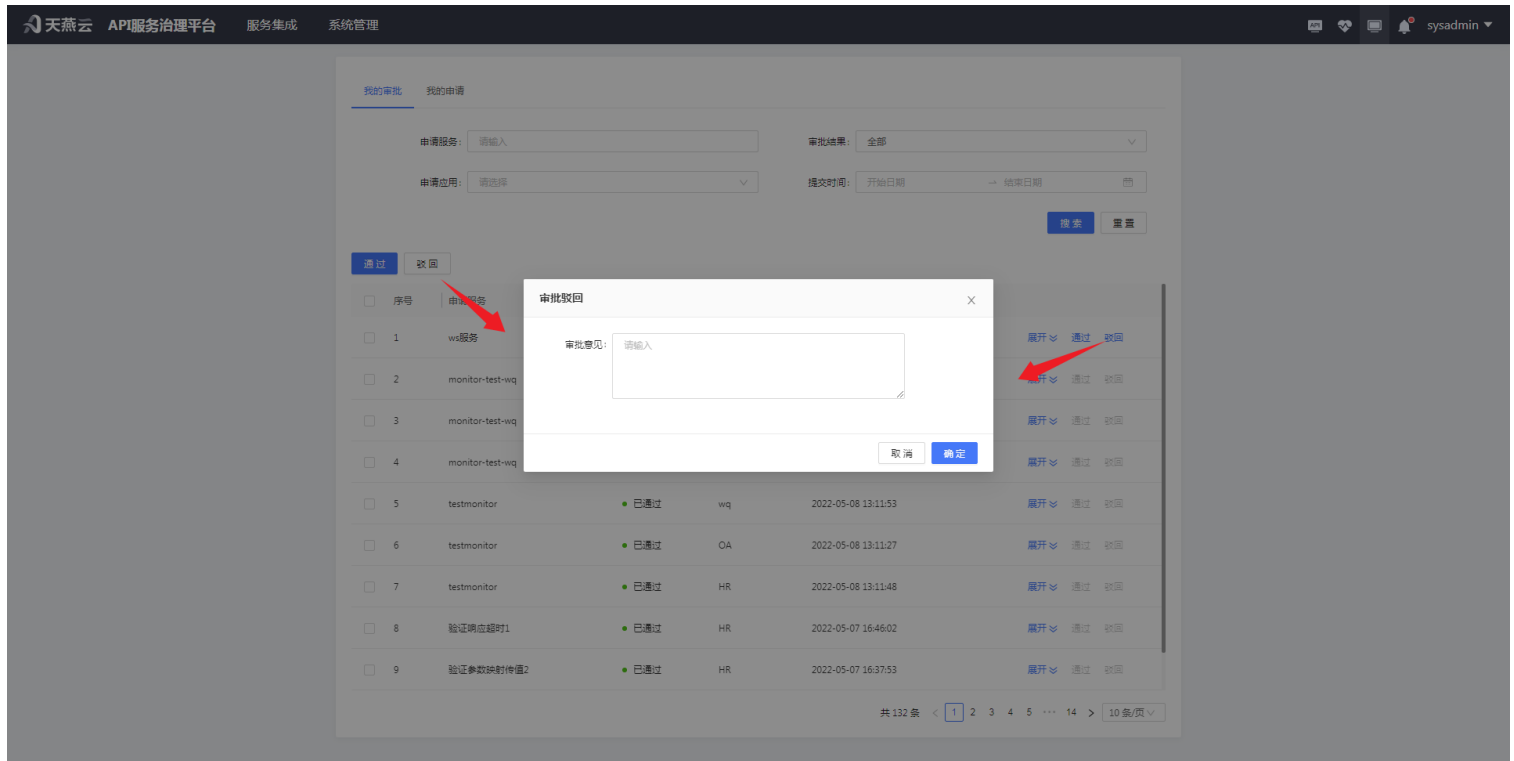 天燕云 API服务治理平台 服务集成 系统管理 API sysadmin
我的审批 我的申请
申请服务: 请输入 审批结果: 全部
申请应用: 请选择 提交时间: 开始日期 → 结束日期
搜索 重置
通过 驳回
序号 申请服务
审批驳回
1 ws服务 展开 通过 驳回
审批意见: 请输入
2 monitor-test-wq 展开 通过 驳回
3 monitor-test-wq 展开 通过 驳回
4 monitor-test-wq 展开 通过 驳回
取消 确定
5 testmonitor 已通过 wq 2022-05-08 13:11:53 展开 通过 驳回
6 testmonitor 已通过 OA 2022-05-08 13:11:27 展开 通过 驳回
7 testmonitor 已通过 HR 2022-05-08 13:11:48 展开 通过 驳回
8 验证响应超时1 已通过 HR 2022-05-07 16:46:02 展开 通过 驳回
9 验证参数映射传值2 已通过 HR 2022-05-07 16:37:53 展开 通过 驳回
共 132 条 < 1 2 3 4 5 ··· 14 > 10 条/页